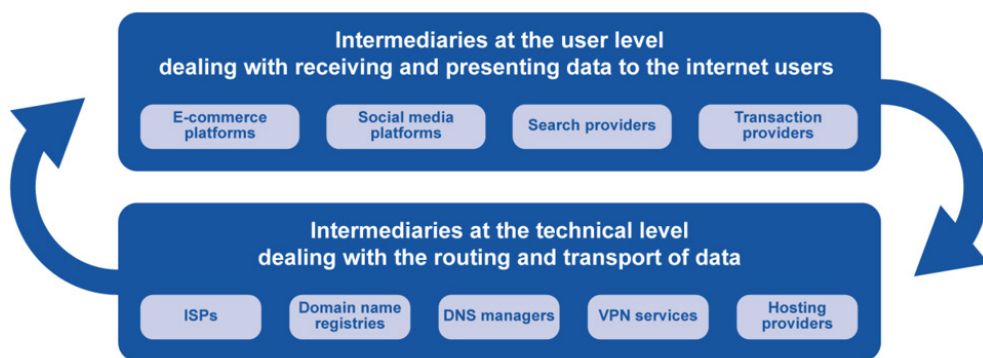 Intermediaries at the user level
dealing with receiving and presenting data to the internet users
E-commerce
platforms
Social media
platforms
Search providers
Transaction
providers
Intermediaries at the technical level
dealing with the routing and transport of data
ISPs
Domain name
registries
DNS managers
VPN services
Hosting
providers